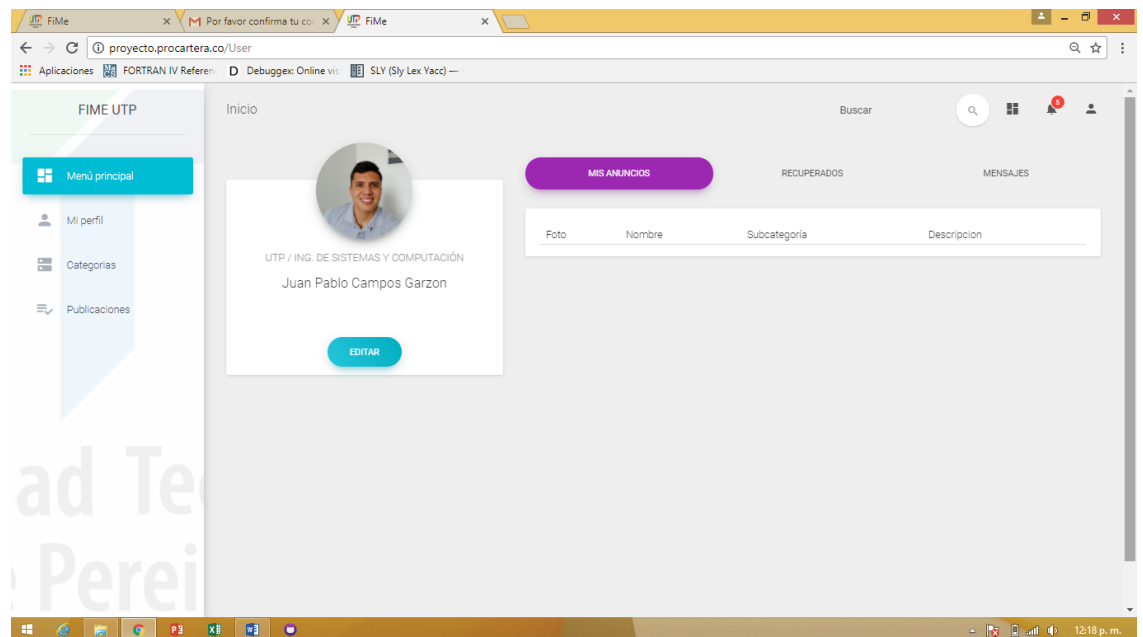 FiMe
Por favor confirma tu co
FiMe
proyecto.procartera.co/User
Aplicaciones
FORTRAN IV Referen
Debuggex: Online vis
SLY (Sly Lex Yacc) —
FIME UTP
Inicio
Buscar
5
Menú principal
Mi perfil
Categorias
Publicaciones
UTP / ING. DE SISTEMAS Y COMPUTACIÓN
Juan Pablo Campos Garzon
EDITAR
MIS ANUNCIOS
RECUPERADOS
MENSAJES
Foto
Nombre
Subcategoría
Descripcion
ad Te
Perei
12:18 p. m.